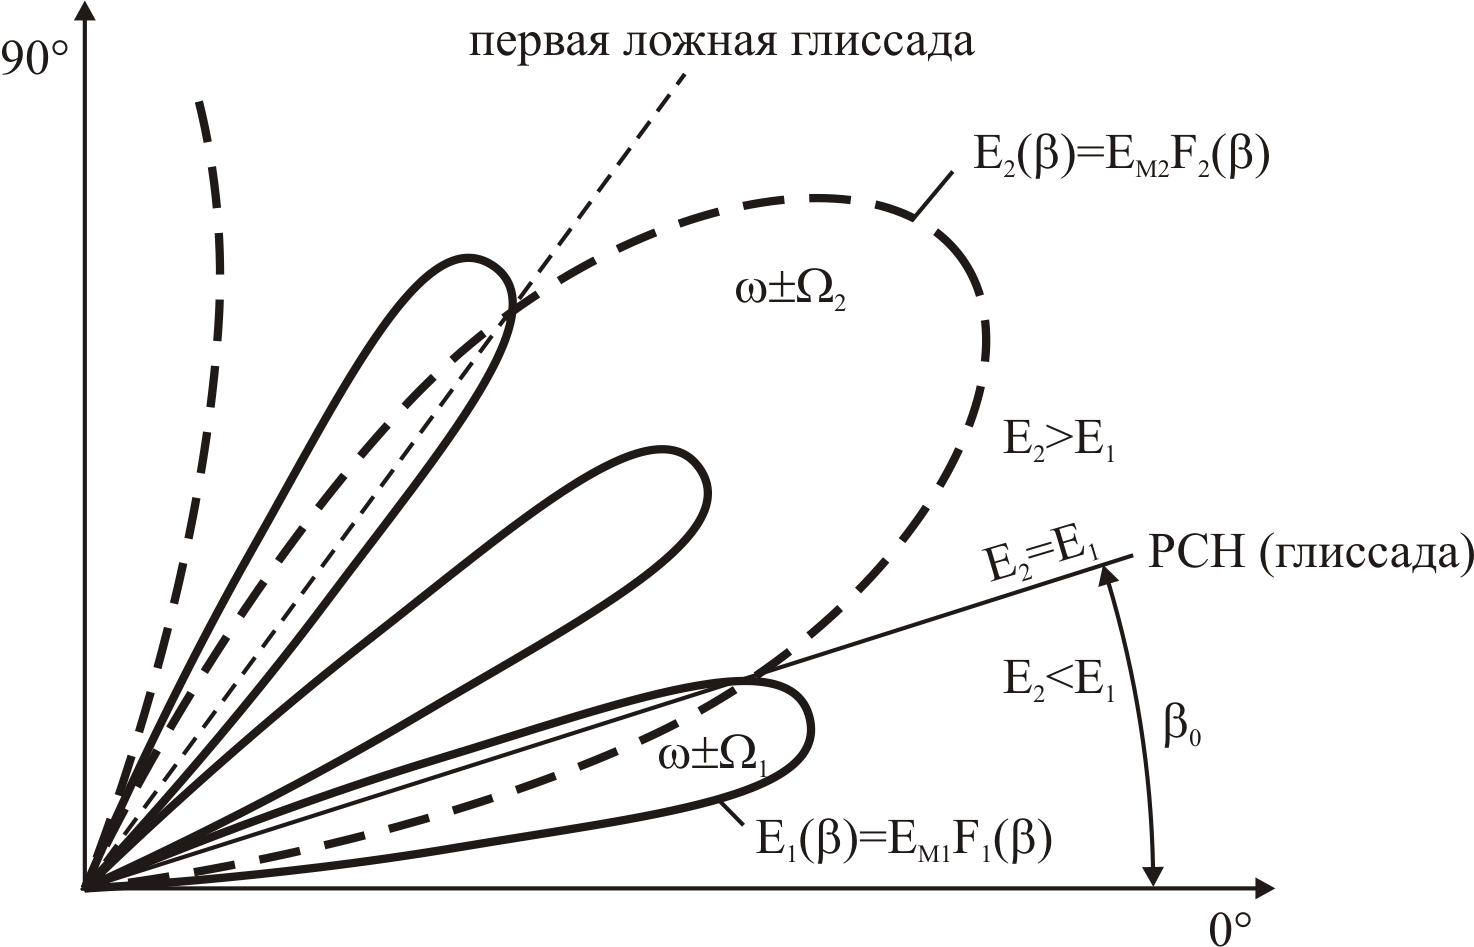 первая ложная глиссада
90°
E₂(β)=E_M2F₂(β)
ω±Ω₂
E₂>E₁
E₂=E₁
РСН (глиссада)
E₂<E₁
β₀
ω±Ω₁
E₁(β)=E_M1F₁(β)
0°